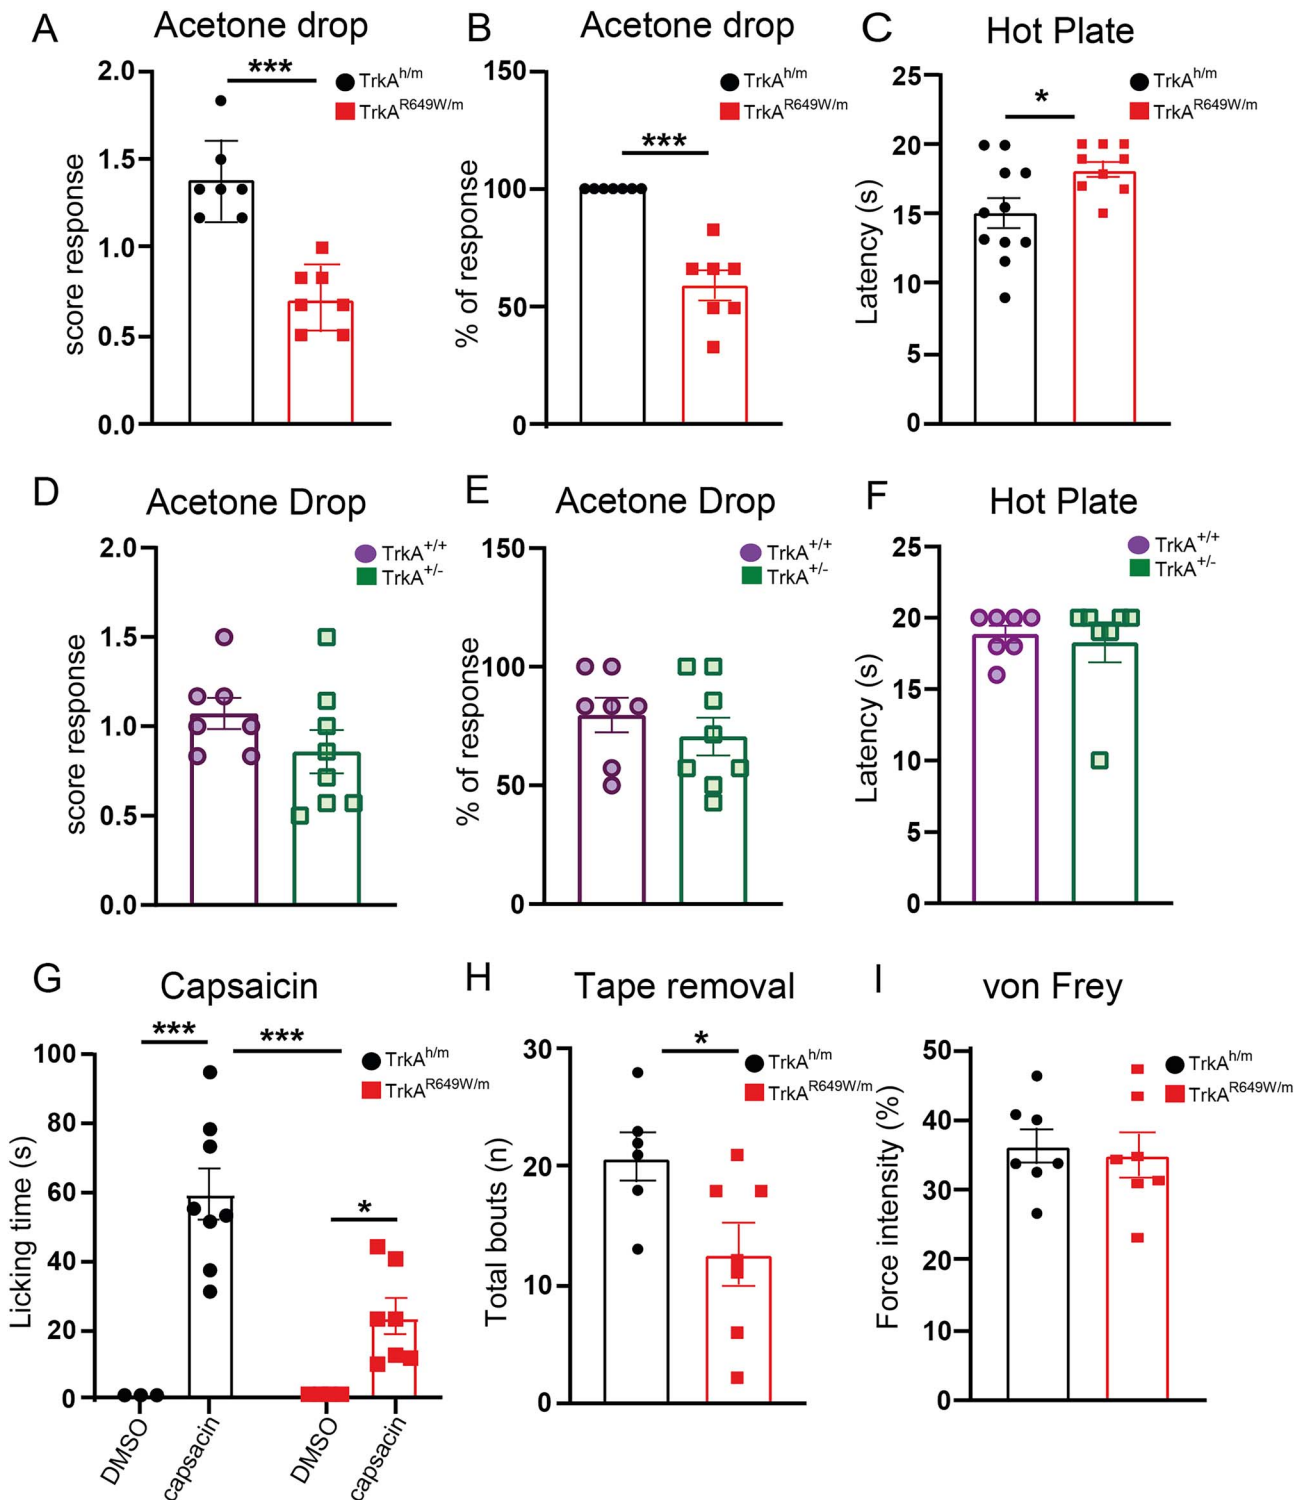 A
Acetone drop
***
TrkA^h/m
TrkA^R649W/m
score response
2.0
1.5
1.0
0.5
0.0
B
Acetone drop
***
TrkA^h/m
TrkA^R649W/m
% of response
150
100
50
0
C
Hot Plate
*
TrkA^h/m
TrkA^R649W/m
Latency (s)
25
20
15
10
5
0
D
Acetone Drop
TrkA^+/+
TrkA^+/-
score response
2.0
1.5
1.0
0.5
0.0
E
Acetone Drop
TrkA^+/+
TrkA^+/-
% of response
150
100
50
0
F
Hot Plate
TrkA^+/+
TrkA^+/-
Latency (s)
25
20
15
10
5
0
G
Capsaicin
***
***
*
TrkA^h/m
TrkA^R649W/m
Licking time (s)
100
80
60
40
20
0
DMSO
capsacin
DMSO
capsacin
H
Tape removal
*
TrkA^h/m
TrkA^R649W/m
Total bouts (n)
30
20
10
0
I
von Frey
TrkA^h/m
TrkA^R649W/m
Force intensity (%)
50
40
30
20
10
0